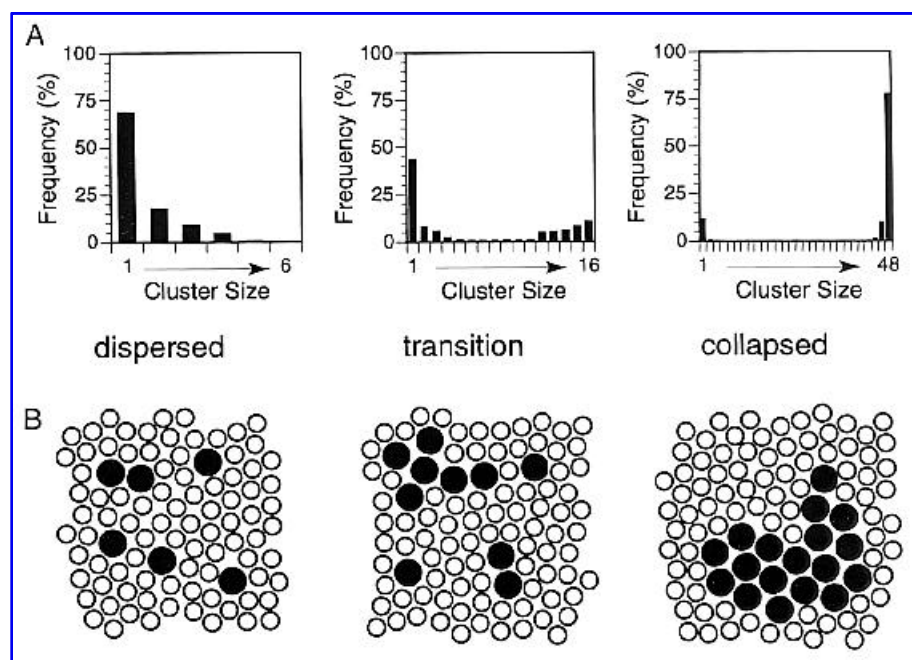 A
100
75
50
25
0
Frequency (%)
1
6
Cluster Size
100
75
50
25
0
Frequency (%)
1
16
Cluster Size
100
75
50
25
0
Frequency (%)
1
48
Cluster Size
dispersed
transition
collapsed
B